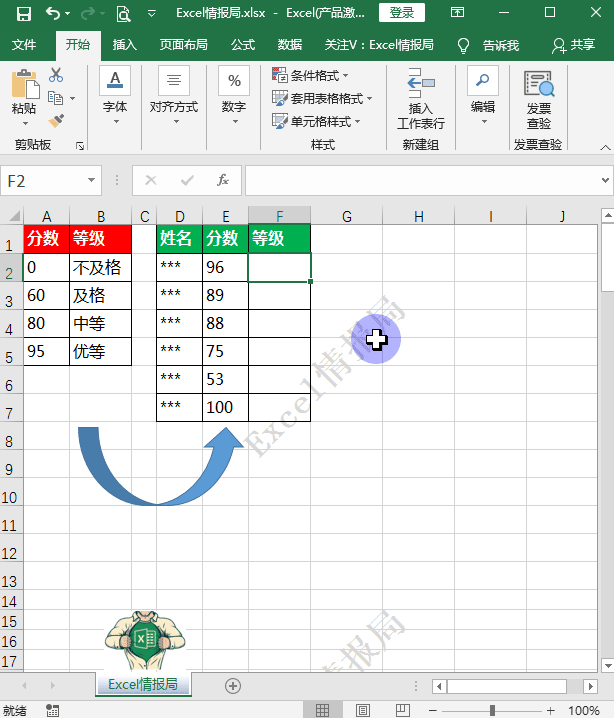 Excel情报局.xlsx - Excel(产品激... 登录
文件 开始 插入 页面布局 公式 数据 关注V：Excel情报局 告诉我 共享
粘贴 字体 对齐方式 % 数字 条件格式 套用表格格式 单元格样式 插入 工作表行 编辑 发票 查验
剪贴板 样式 新建组 发票查验
F2 fx
A B C D E F G H I J
1 分数 等级 姓名 分数 等级
2 0 不及格 *** 96
3 60 及格 *** 89
4 80 中等 *** 88
5 95 优等 *** 75
6 *** 53
7 *** 100
8
9
10
11
12
13
14
15
16
17
Excel情报局
Excel情报局
Excel情报局
就绪 100%